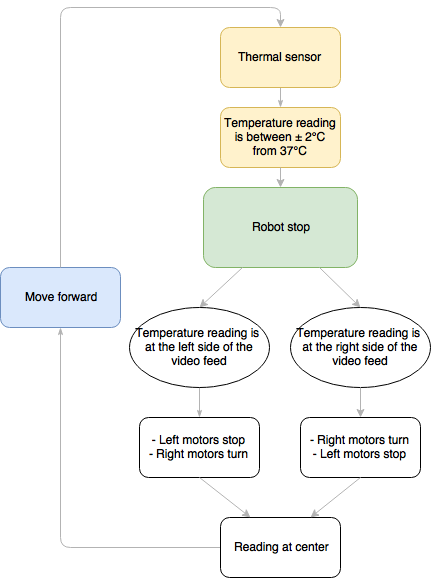 Thermal sensor
Temperature reading
is between ± 2°C
from 37°C
Robot stop
Move forward
Temperature reading is
at the left side of the
video feed
Temperature reading is
at the right side of the
video feed
- Left motors stop
- Right motors turn
- Right motors turn
- Left motors stop
Reading at center